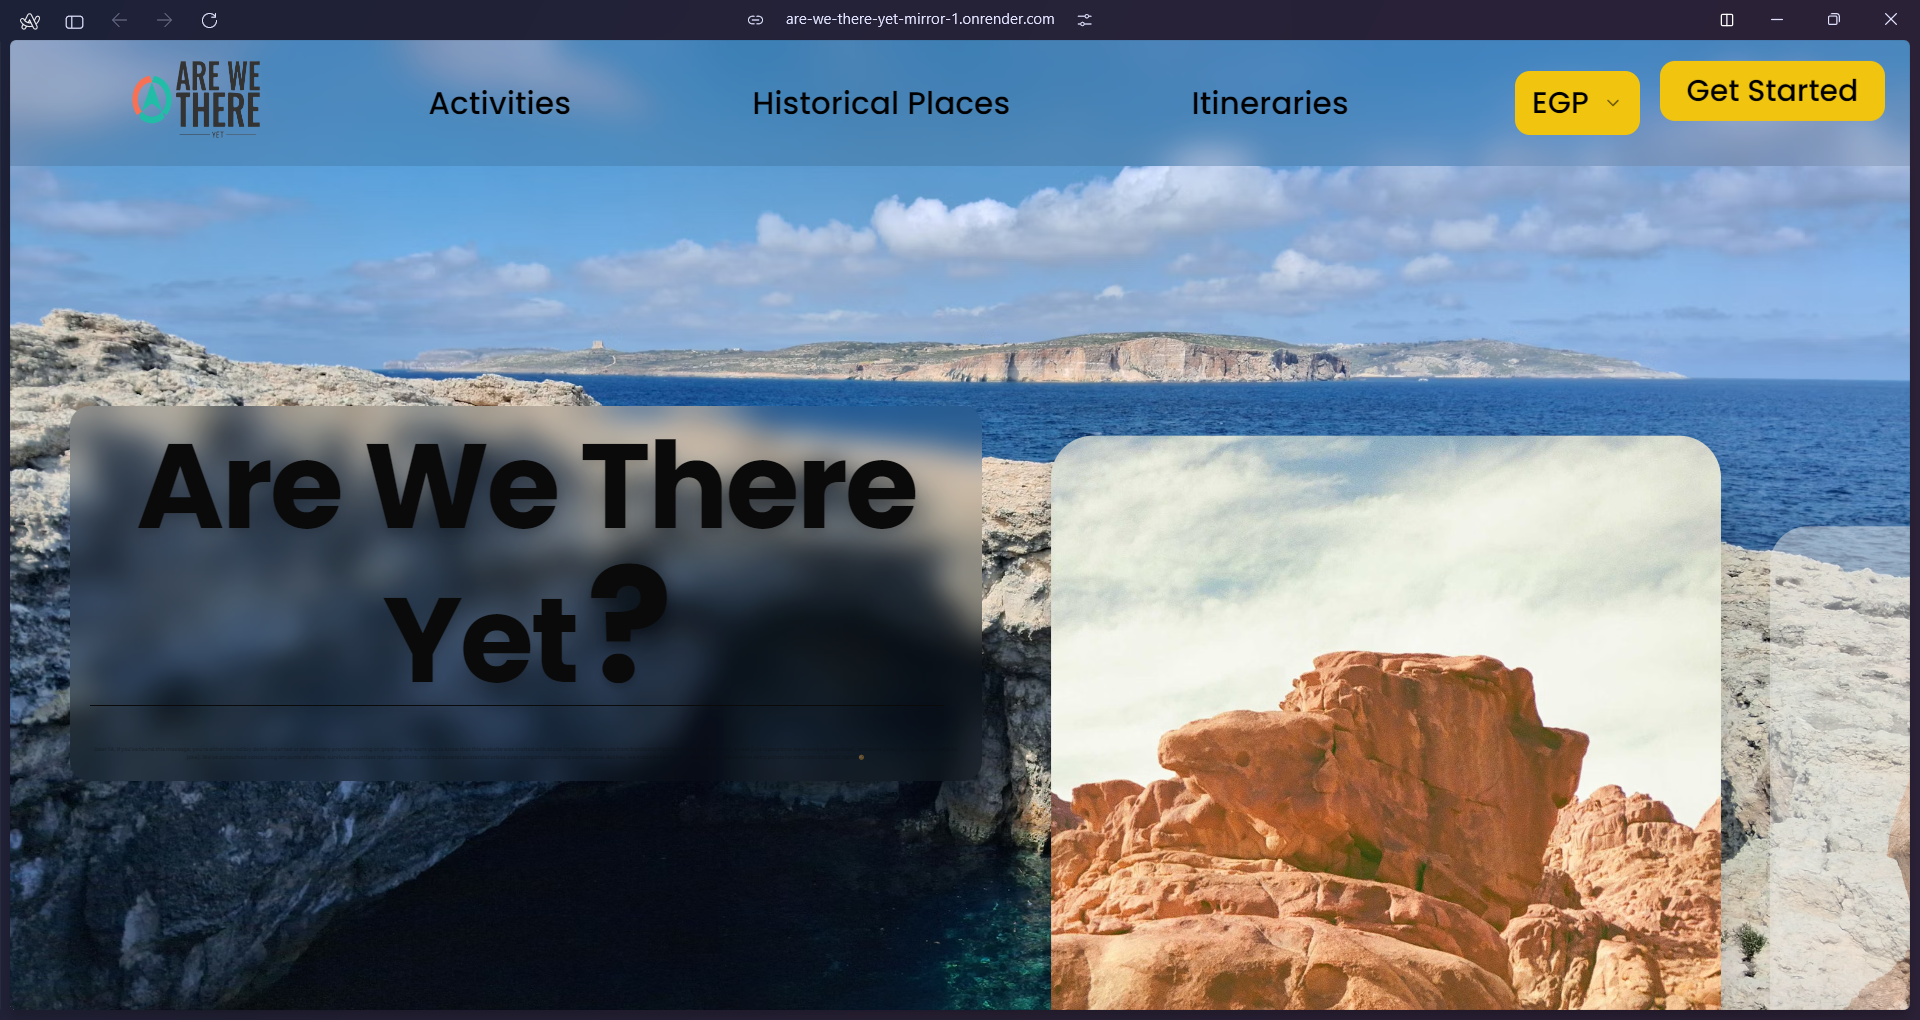 are-we-there-yet-mirror-1.onrender.com
ARE WE
THERE
YET
Activities
Historical Places
Itineraries
EGP
Get Started
Are We There
Yet?